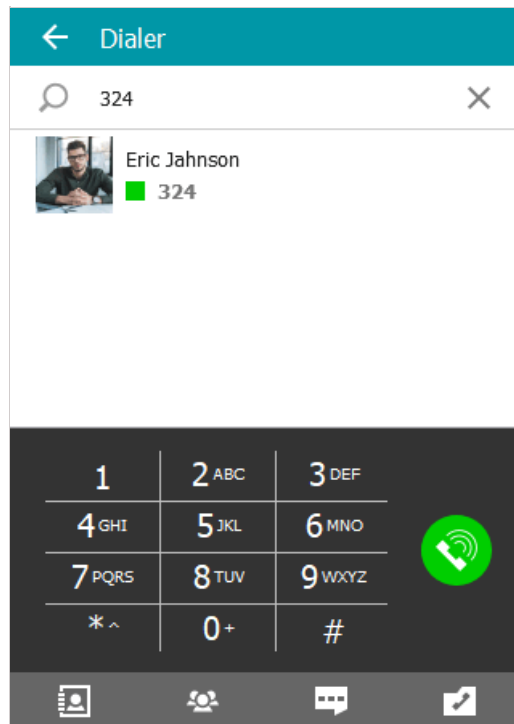 Dialer
324
Eric Jahnson
324
1 2 ABC 3 DEF
4 GHI 5 JKL 6 MNO
7 PQRS 8 TUV 9 WXYZ
* ^ 0 + #